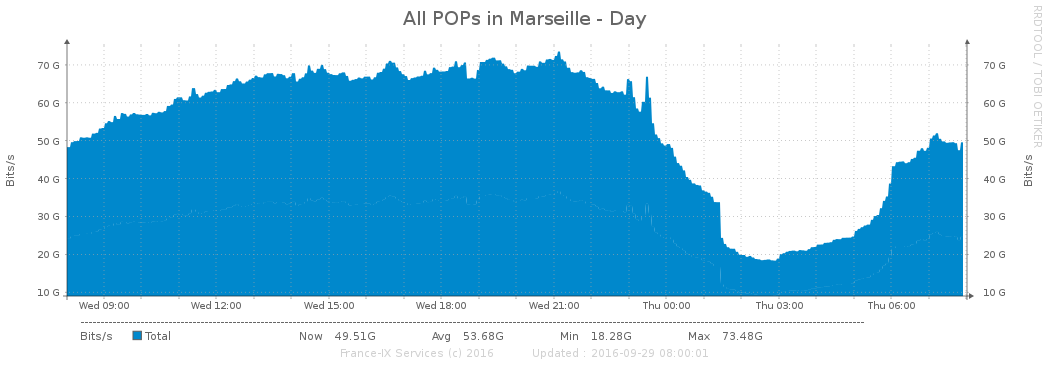 All POPs in Marseille - Day
RRDTOOL / TOBI OETIKER
Bits/s
70 G
60 G
50 G
40 G
30 G
20 G
10 G
70 G
60 G
50 G
40 G
30 G
20 G
10 G
Bits/s
Wed 09:00 Wed 12:00 Wed 15:00 Wed 18:00 Wed 21:00 Thu 00:00 Thu 03:00 Thu 06:00
Bits/s Total Now 49.51G Avg 53.68G Min 18.28G Max 73.48G
France-IX Services (c) 2016 Updated : 2016-09-29 08:00:01